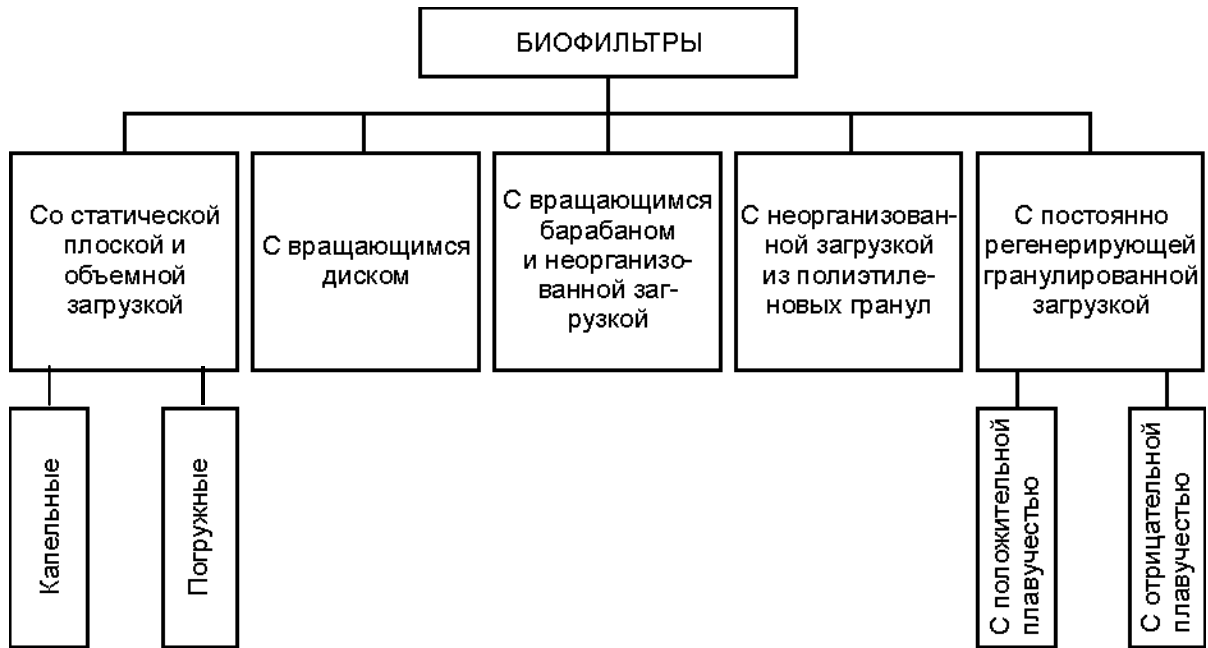 БИОФИЛЬТРЫ
Со статической
плоской и
объемной
загрузкой
С вращающимся
диском
С вращающимся
барабаном
и неорганизо-
ванной заг-
рузкой
С неорганизован-
ной загрузкой
из полиэтиле-
новых гранул
С постоянно
регенерирующей
гранулированной
загрузкой
Капельные
Погружные
С положительной
плавучестью
С отрицательной
плавучестью